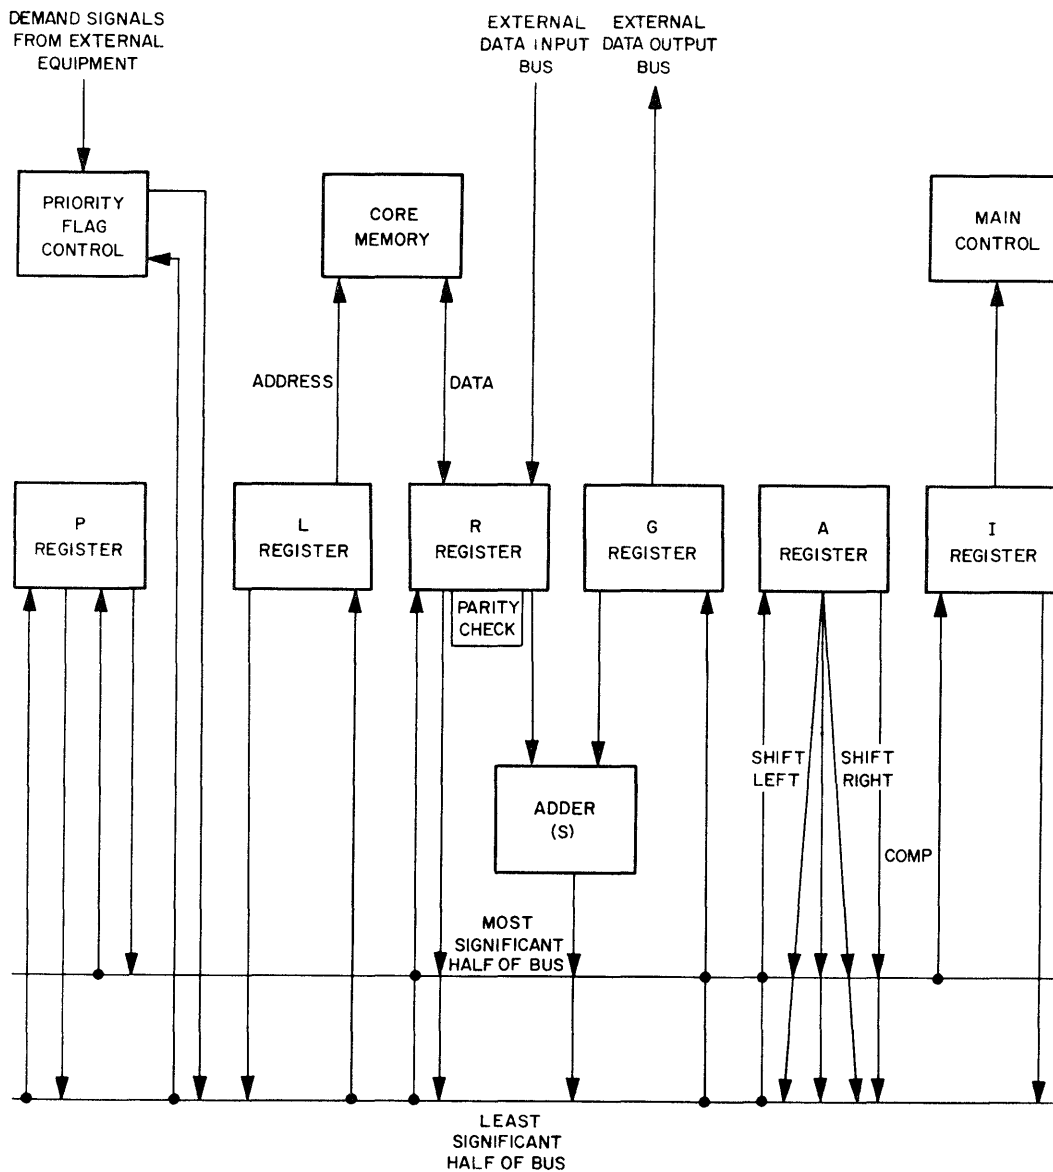 DEMAND SIGNALS
FROM EXTERNAL
EQUIPMENT
EXTERNAL
DATA INPUT
BUS
EXTERNAL
DATA OUTPUT
BUS
PRIORITY
FLAG
CONTROL
CORE
MEMORY
MAIN
CONTROL
ADDRESS
DATA
P
REGISTER
L
REGISTER
R
REGISTER
G
REGISTER
A
REGISTER
I
REGISTER
PARITY
CHECK
SHIFT
LEFT
SHIFT
RIGHT
ADDER
(S)
COMP
MOST
SIGNIFICANT
HALF OF BUS
LEAST
SIGNIFICANT
HALF OF BUS